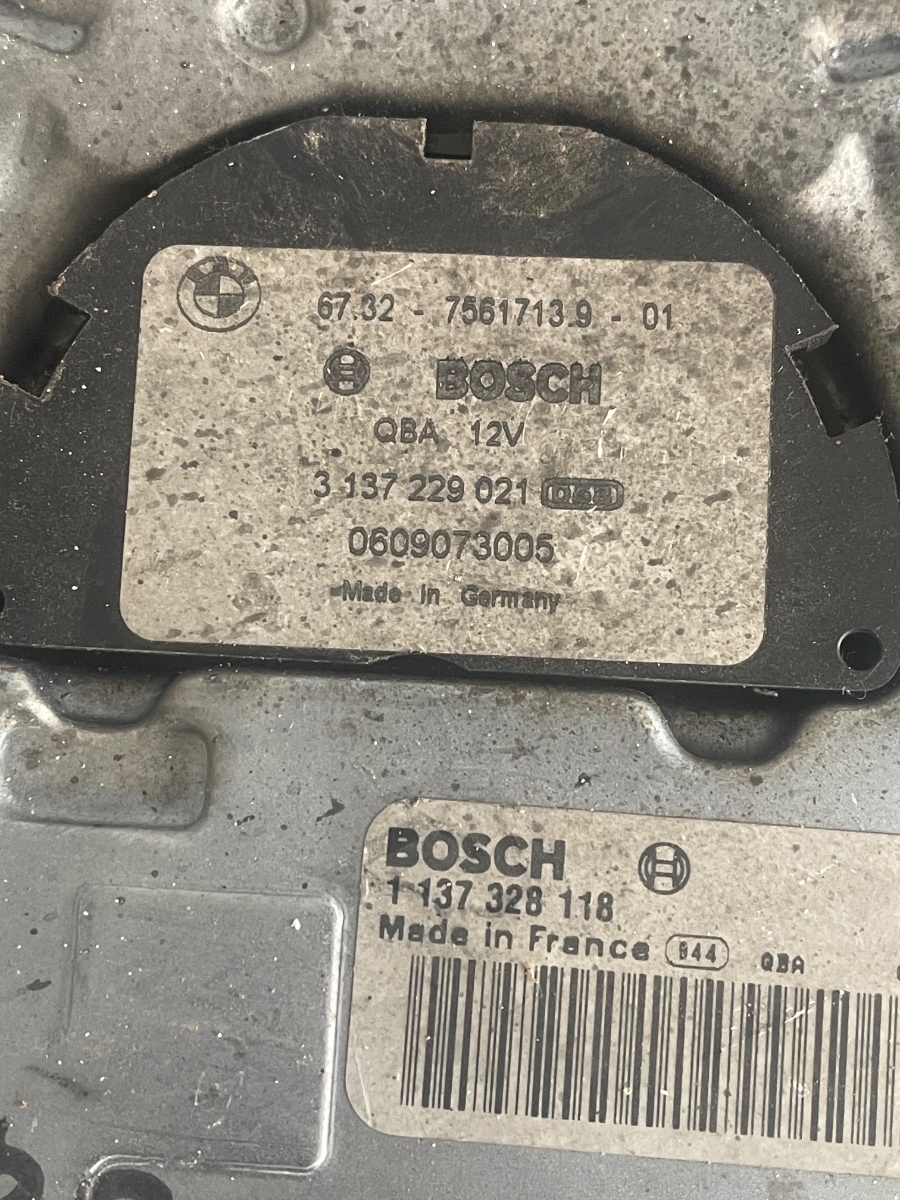 67.32 - 7561713.9 - 01
BOSCH
QBA 12V
3 137 229 021
0609073005
Made in Germany
BOSCH
1 137 328 118
Made in France 944 QBA